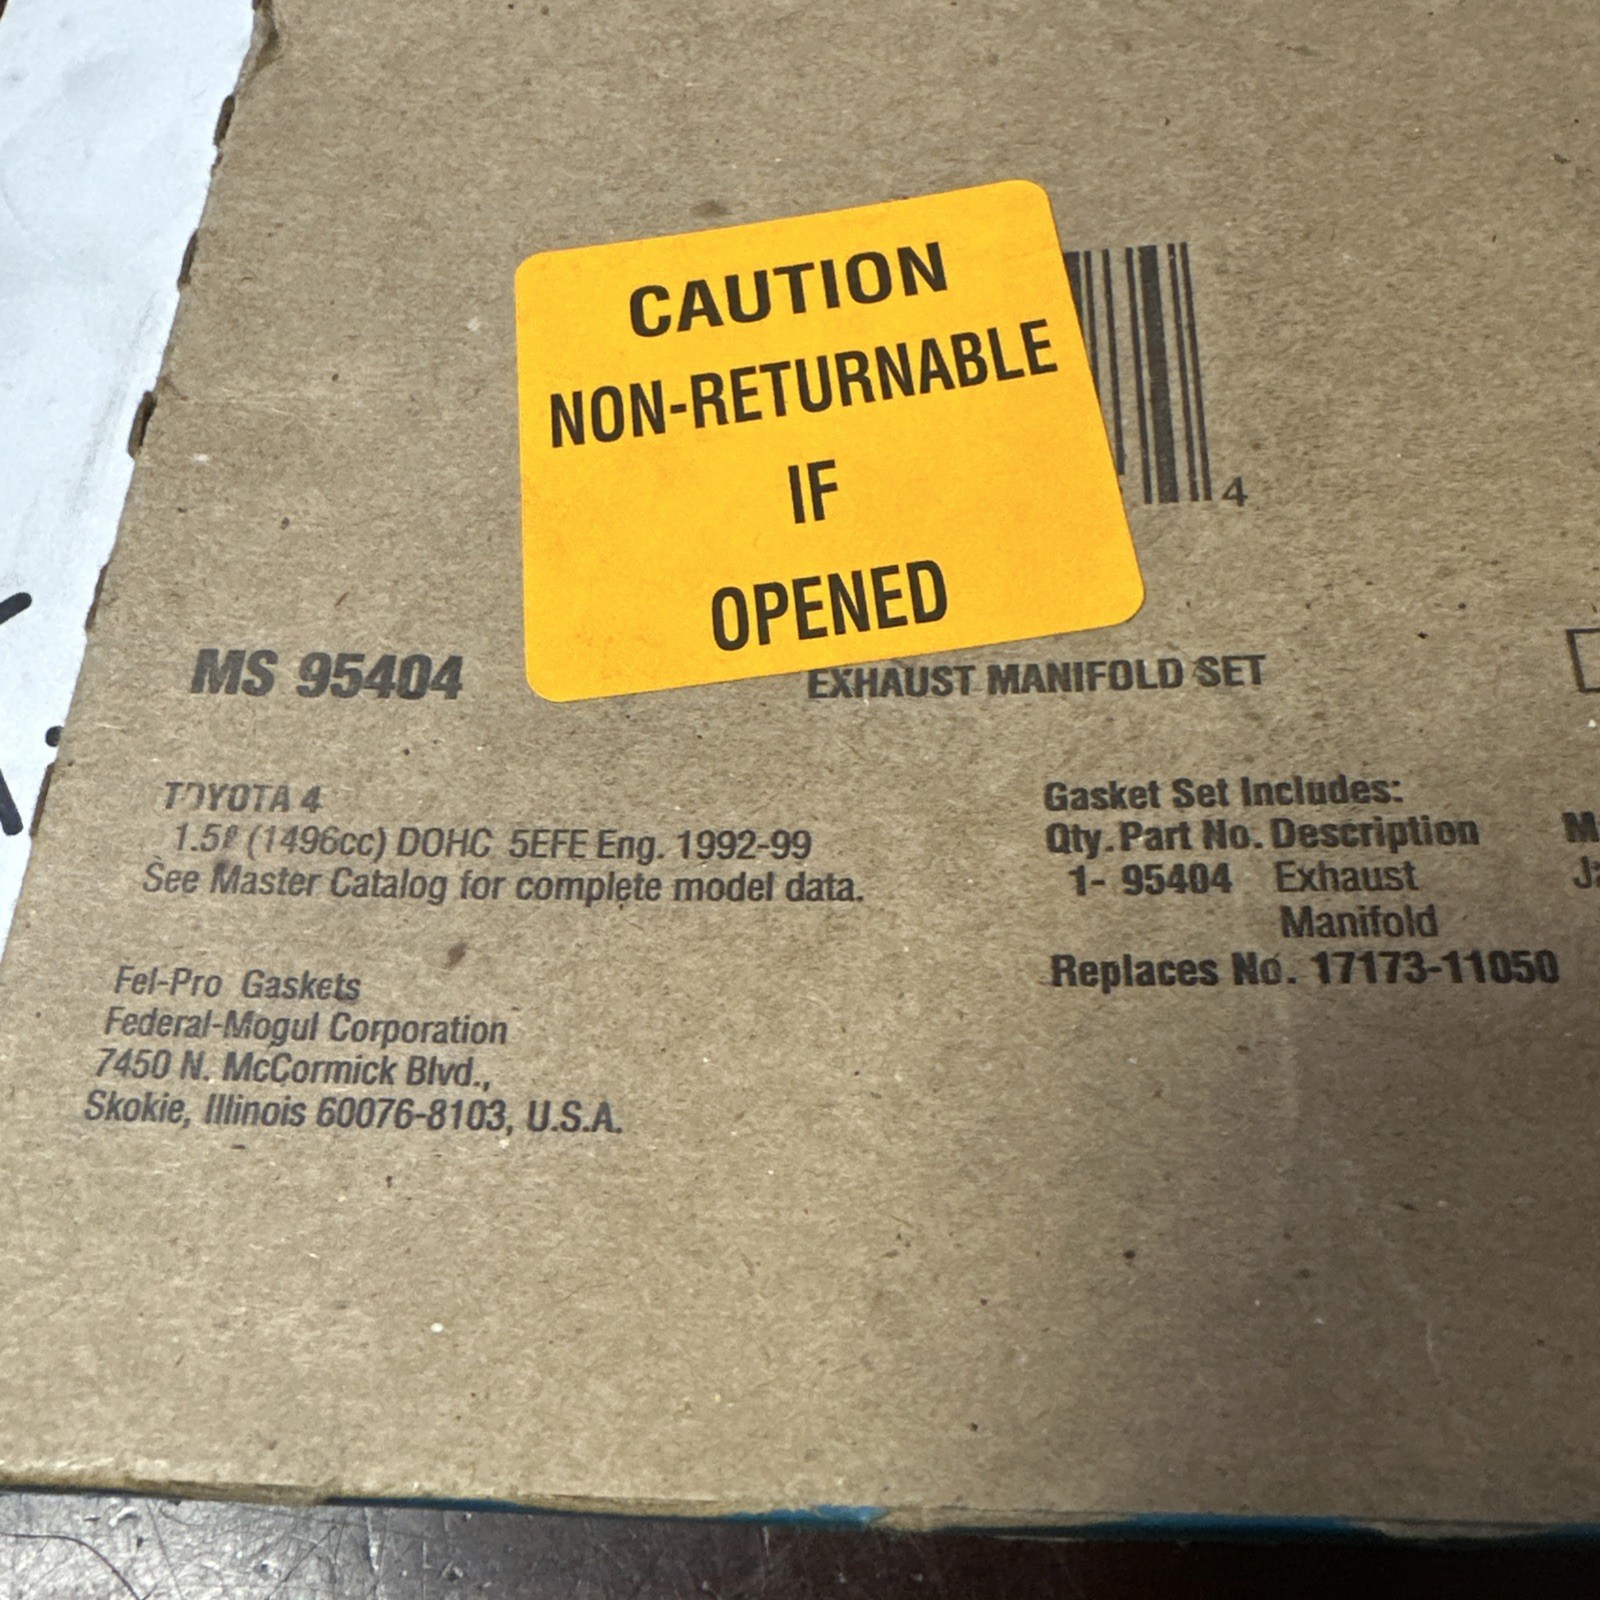 CAUTION
NON-RETURNABLE
IF
OPENED
4
MS 95404
EXHAUST MANIFOLD SET
TOYOTA 4
1.5ℓ (1496cc) DOHC 5EFE Eng. 1992-99
See Master Catalog for complete model data.
Gasket Set Includes:
Qty. Part No. Description
1- 95404 Exhaust
Manifold
Replaces No. 17173-11050
Fel-Pro Gaskets
Federal-Mogul Corporation
7450 N. McCormick Blvd.,
Skokie, Illinois 60076-8103, U.S.A.